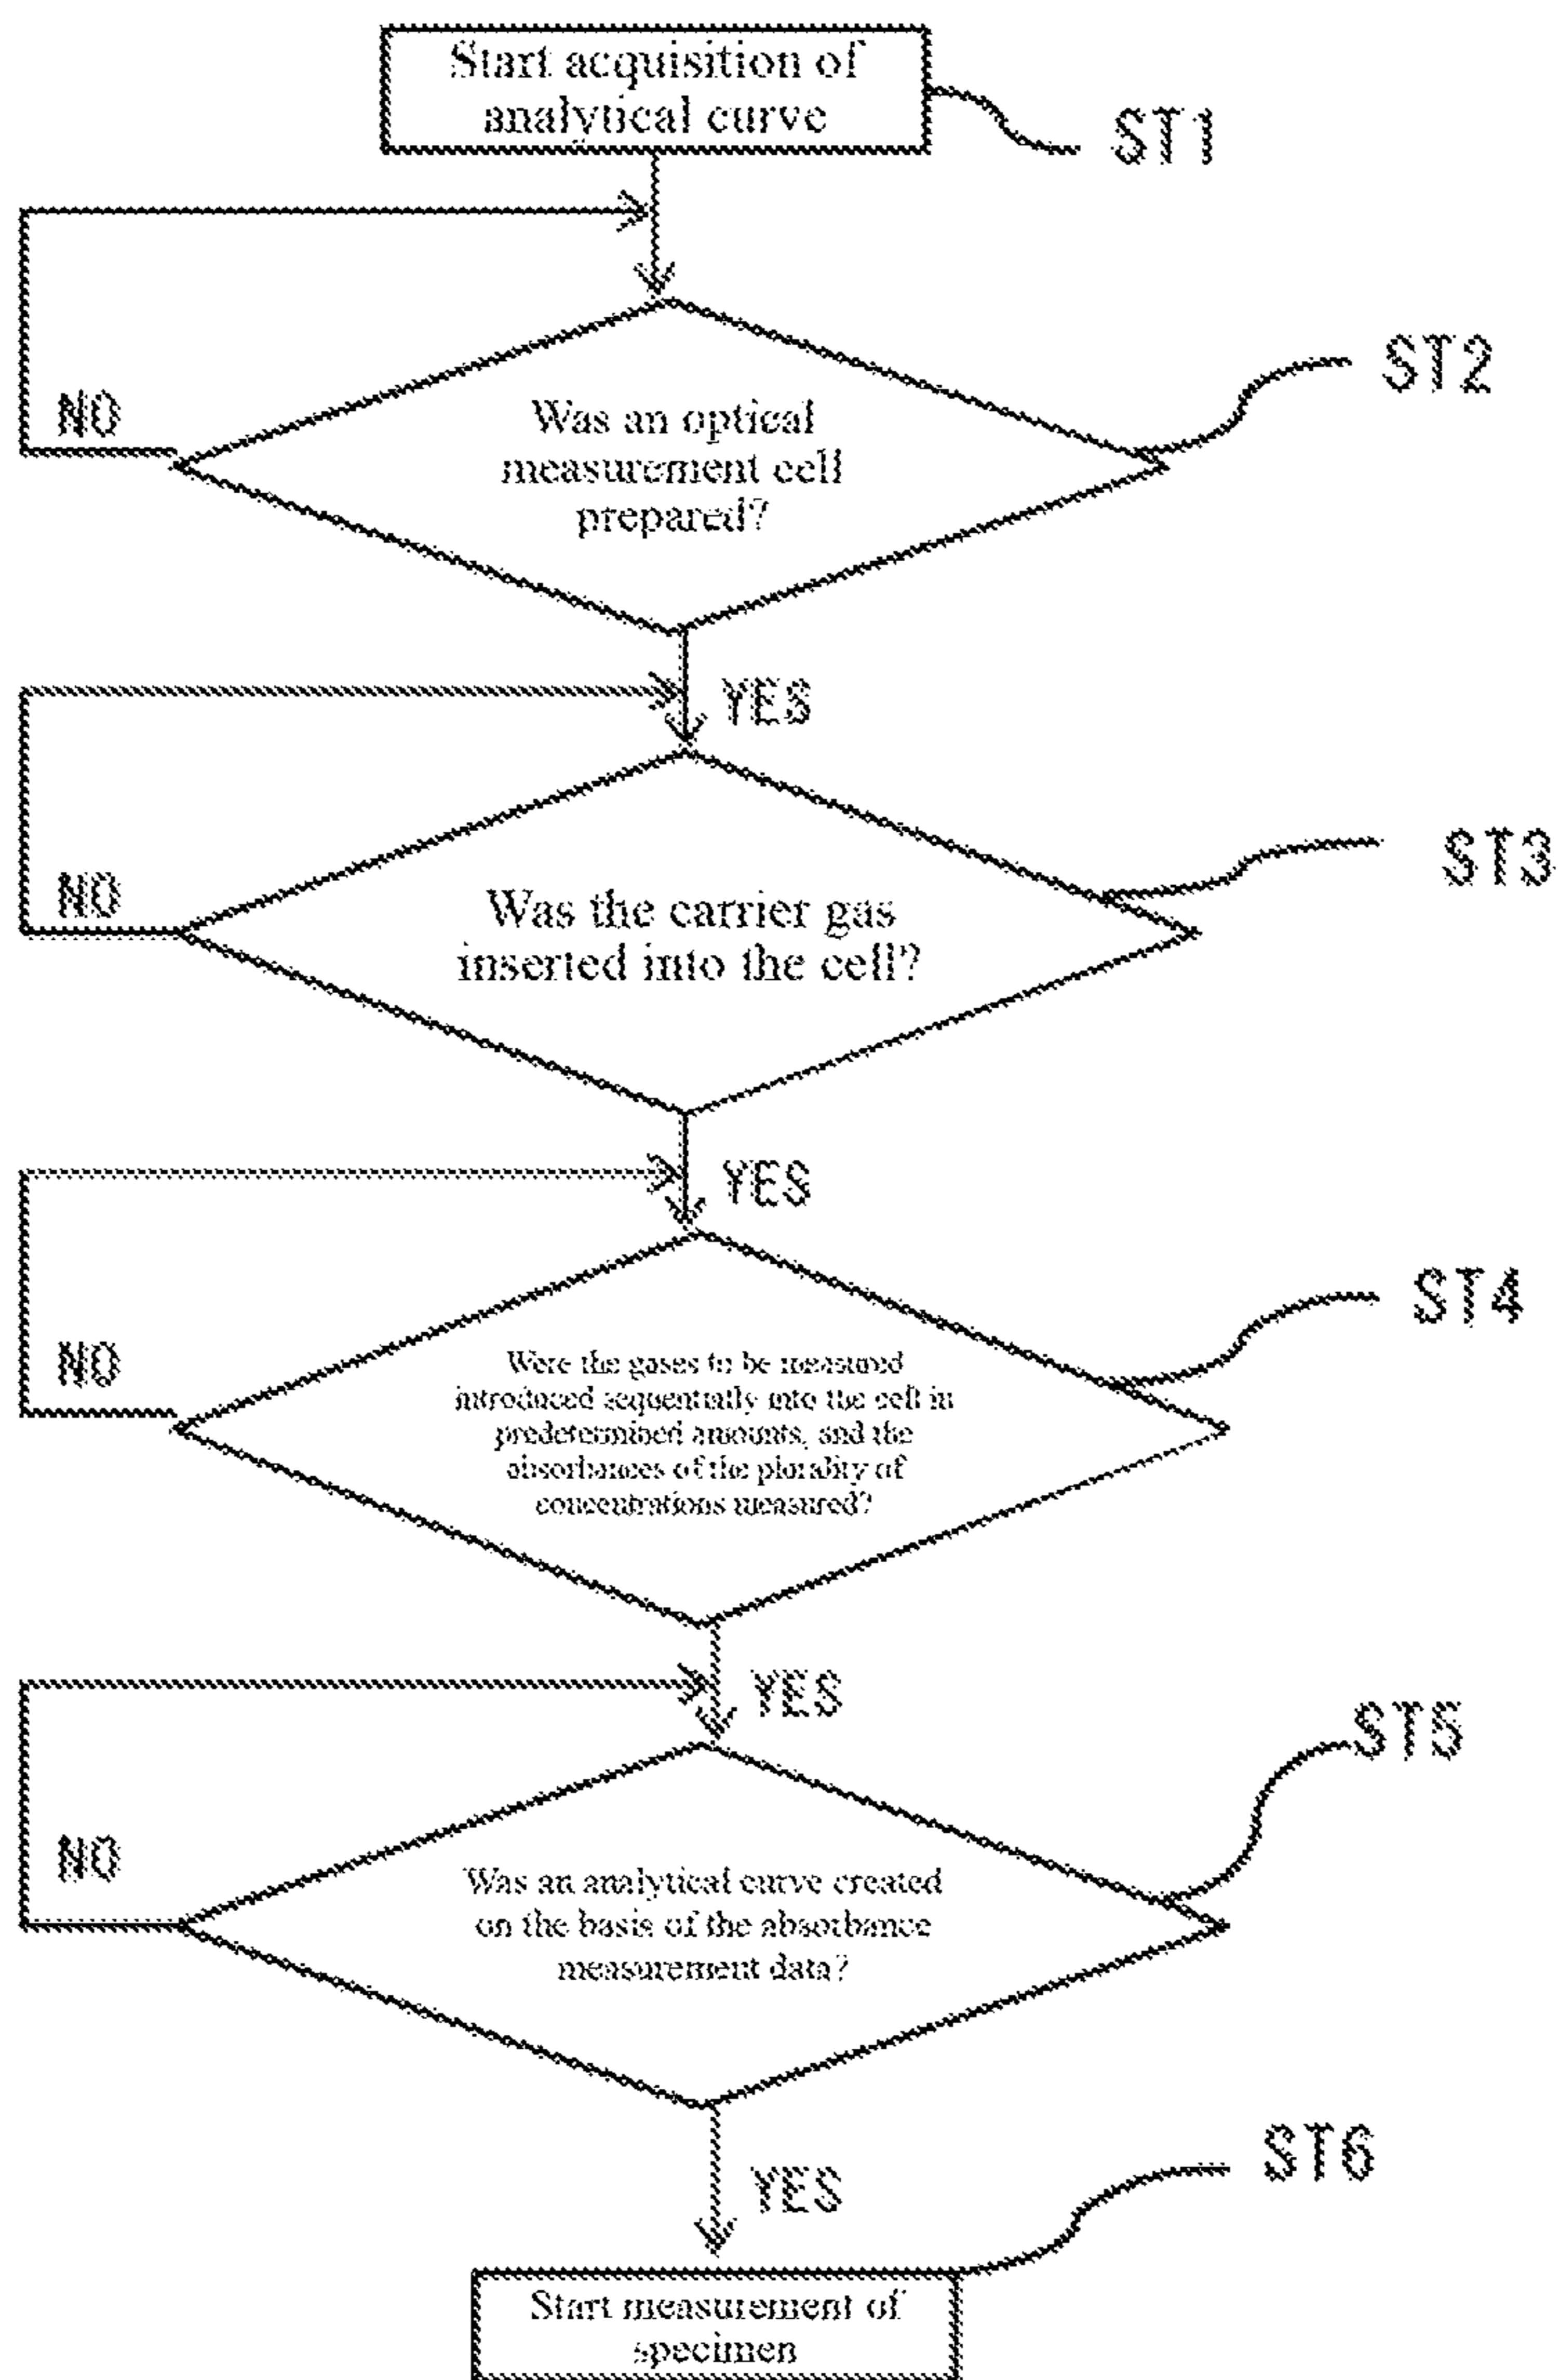 Start acquisition of
analytical curve
ST1
ST2
NO
Was an optical
measurement cell
prepared?
YES
ST3
NO
Was the carrier gas
inserted into the cell?
YES
ST4
NO
Were the gases to be measured
introduced sequentially into the cell in
predetermined amounts, and the
absorbances of the plurality of
concentrations measured?
YES
ST5
NO
Was an analytical curve created
on the basis of the absorbance
measurement data?
YES
ST6
Start measurement of
specimen